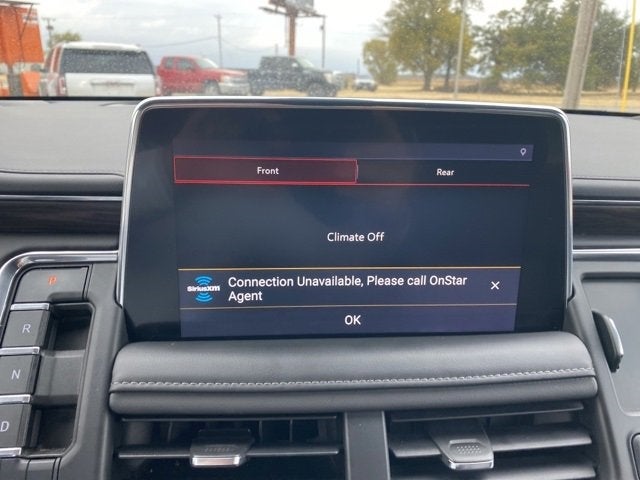 Front
Rear
Climate Off
SiriusXM
Connection Unavailable, Please call OnStar
Agent
X
OK
P
R
N
D